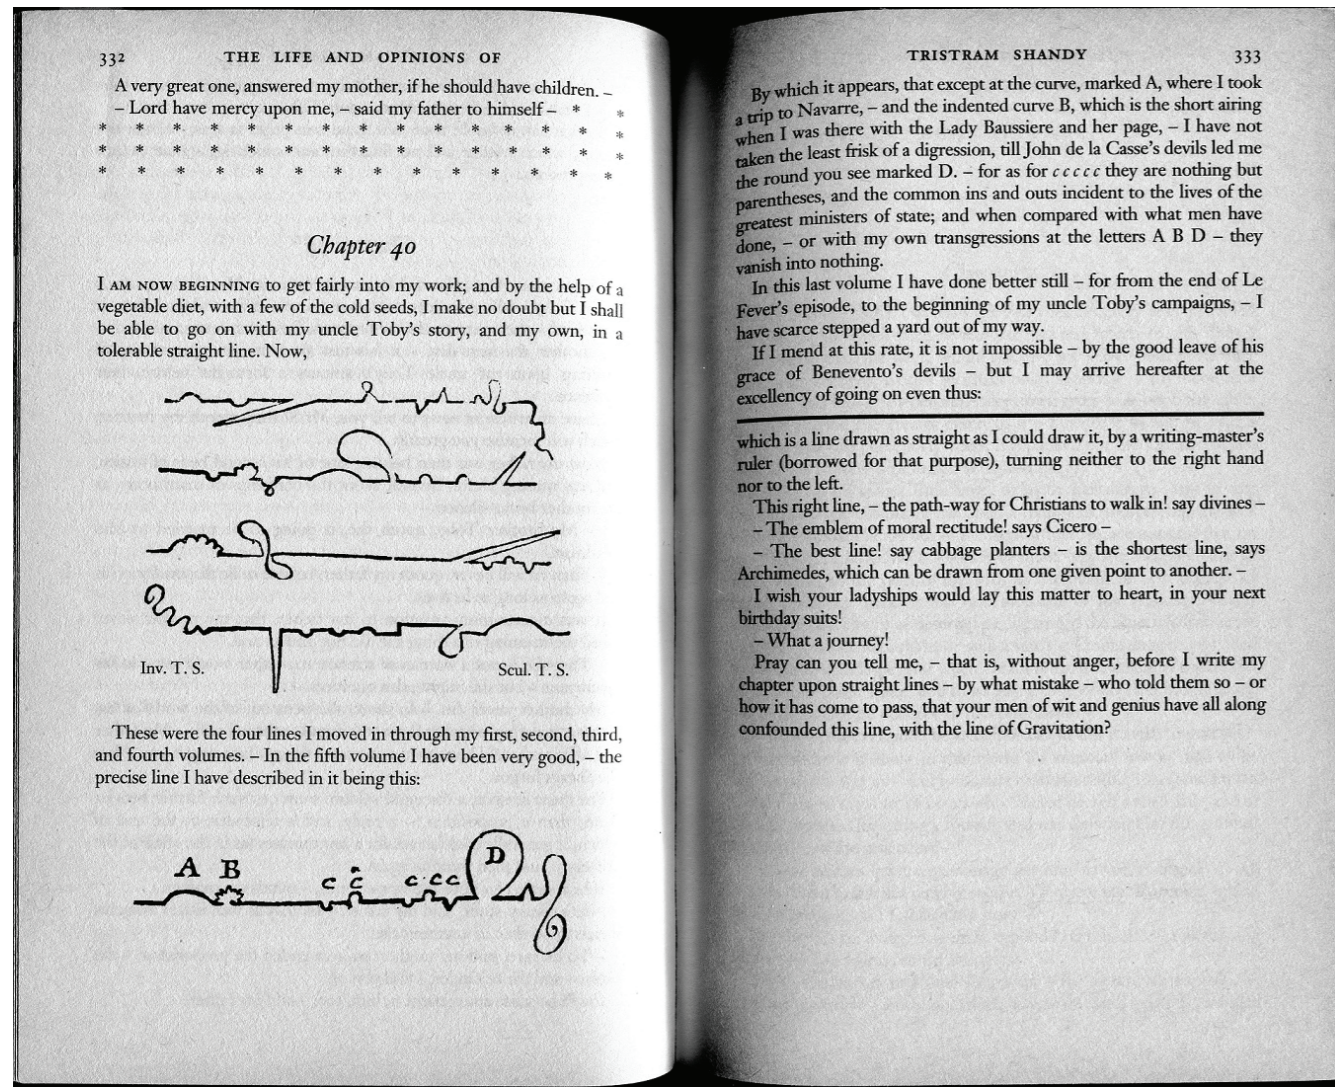 332 THE LIFE AND OPINIONS OF
A very great one, answered my mother, if he should have children. –
– Lord have mercy upon me, – said my father to himself – * *
* * * * * * * * * * * * * *
* * * * * * * * * * * * * *
* * * * * * * * * * * * * *
Chapter 40
I AM NOW BEGINNING to get fairly into my work; and by the help of a
vegetable diet, with a few of the cold seeds, I make no doubt but I shall
be able to go on with my uncle Toby's story, and my own, in a
tolerable straight line. Now,
Inv. T. S. Scul. T. S.
These were the four lines I moved in through my first, second, third,
and fourth volumes. – In the fifth volume I have been very good, – the
precise line I have described in it being this:
A B c c c c c D
TRISTRAM SHANDY 333
By which it appears, that except at the curve, marked A, where I took
a trip to Navarre, – and the indented curve B, which is the short airing
when I was there with the Lady Baussiere and her page, – I have not
taken the least frisk of a digression, till John de la Casse's devils led me
the round you see marked D. – for as for c c c c c they are nothing but
parentheses, and the common ins and outs incident to the lives of the
greatest ministers of state; and when compared with what men have
done, – or with my own transgressions at the letters A B D – they
vanish into nothing.
In this last volume I have done better still – for from the end of Le
Fever's episode, to the beginning of my uncle Toby's campaigns, – I
have scarce stepped a yard out of my way.
If I mend at this rate, it is not impossible – by the good leave of his
grace of Benevento's devils – but I may arrive hereafter at the
excellency of going on even thus:
which is a line drawn as straight as I could draw it, by a writing-master's
ruler (borrowed for that purpose), turning neither to the right hand
nor to the left.
This right line, – the path-way for Christians to walk in! say divines –
– The emblem of moral rectitude! says Cicero –
– The best line! say cabbage planters – is the shortest line, says
Archimedes, which can be drawn from one given point to another. –
I wish your ladyships would lay this matter to heart, in your next
birthday suits!
– What a journey!
Pray can you tell me, – that is, without anger, before I write my
chapter upon straight lines – by what mistake – who told them so – or
how it has come to pass, that your men of wit and genius have all along
confounded this line, with the line of Gravitation?